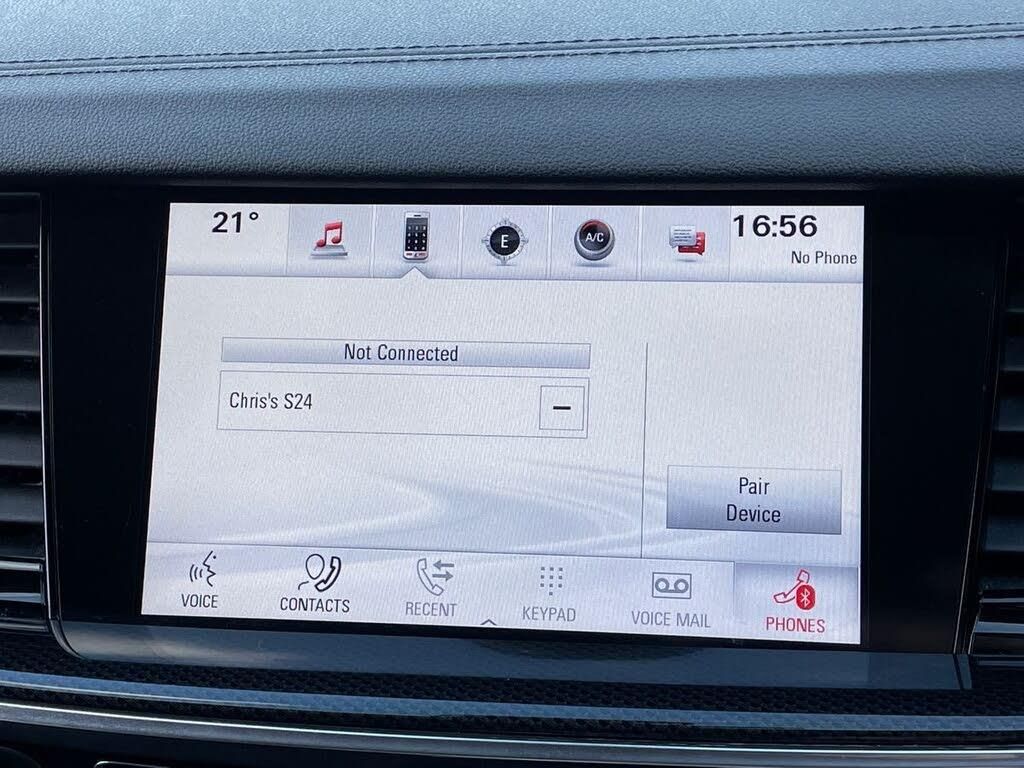 21°
E
A/C
16:56
No Phone
Not Connected
Chris's S24
Pair
Device
VOICE
CONTACTS
RECENT
KEYPAD
VOICE MAIL
PHONES